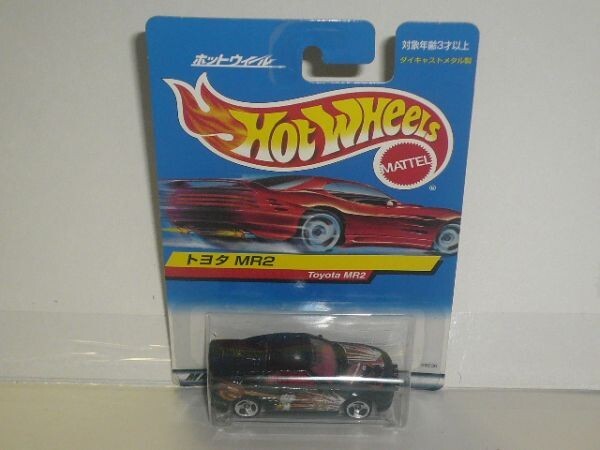 ホットウィール
対象年齢3才以上
ダイキャストメタル製
Hot Wheels
MATTEL
®
トヨタ MR2
Toyota MR2